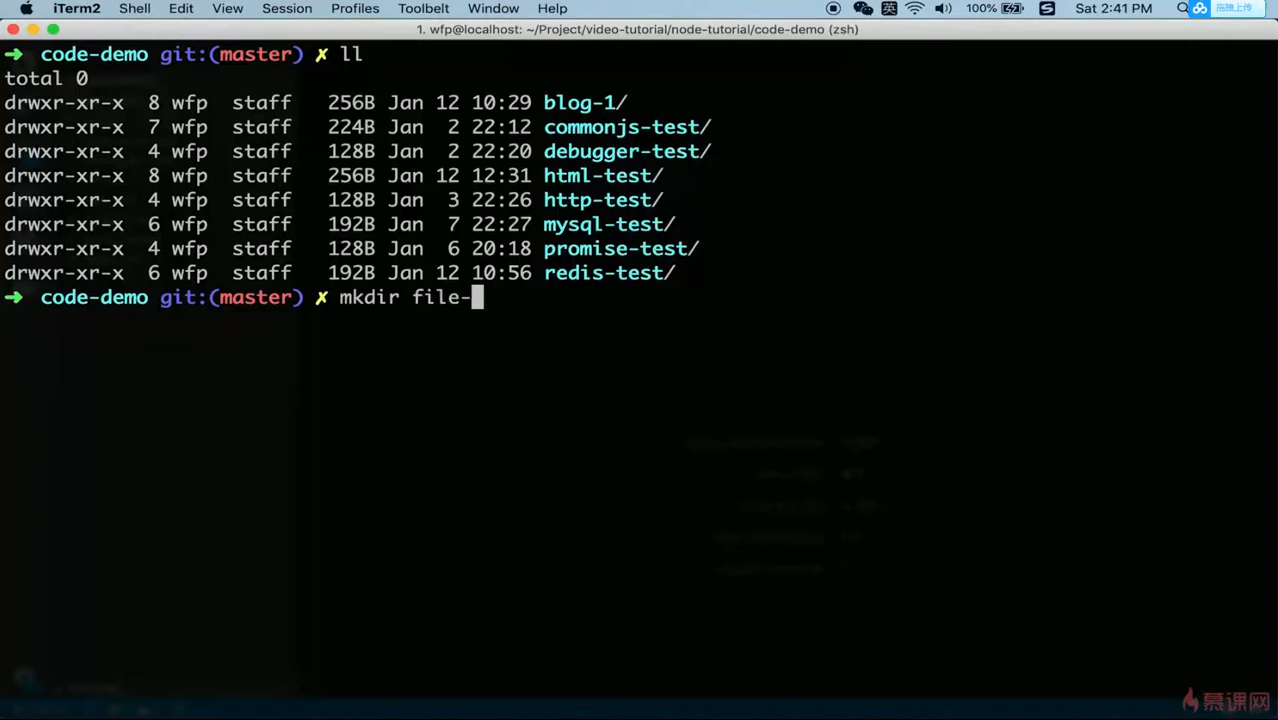 iTerm2 Shell Edit View Session Profiles Toolbelt Window Help 英 100% Sat 2:41 PM 拖拽上传
1. wfp@localhost: ~/Project/video-tutorial/node-tutorial/code-demo (zsh)
➜ code-demo git:(master) ✗ ll
total 0
drwxr-xr-x 8 wfp staff 256B Jan 12 10:29 blog-1/
drwxr-xr-x 7 wfp staff 224B Jan 2 22:12 commonjs-test/
drwxr-xr-x 4 wfp staff 128B Jan 2 22:20 debugger-test/
drwxr-xr-x 8 wfp staff 256B Jan 12 12:31 html-test/
drwxr-xr-x 4 wfp staff 128B Jan 3 22:26 http-test/
drwxr-xr-x 6 wfp staff 192B Jan 7 22:27 mysql-test/
drwxr-xr-x 4 wfp staff 128B Jan 6 20:18 promise-test/
drwxr-xr-x 6 wfp staff 192B Jan 12 10:56 redis-test/
➜ code-demo git:(master) ✗ mkdir file-
慕课网